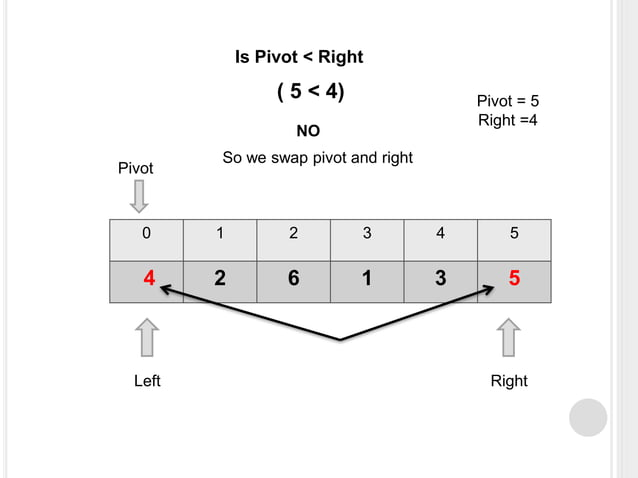 Is Pivot < Right
( 5 < 4)
Pivot = 5
Right =4
NO
So we swap pivot and right
Pivot
0 1 2 3 4 5
4 2 6 1 3 5
Left Right